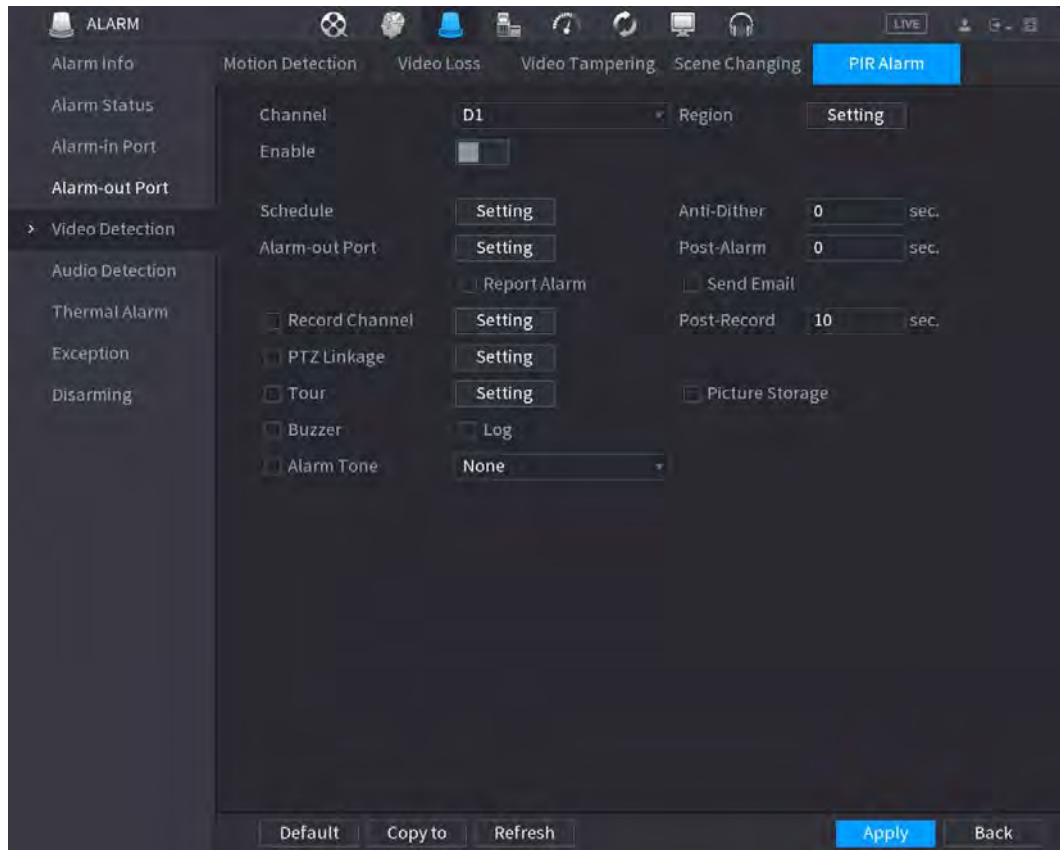 ALARM LIVE
Alarm Info
Alarm Status
Alarm-in Port
Alarm-out Port
Video Detection
Audio Detection
Thermal Alarm
Exception
Disarming
Motion Detection Video Loss Video Tampering Scene Changing PIR Alarm
Channel D1 Region Setting
Enable
Schedule Setting Anti-Dither 0 sec.
Alarm-out Port Setting Post-Alarm 0 sec.
Report Alarm Send Email
Record Channel Setting Post-Record 10 sec.
PTZ Linkage Setting
Tour Setting Picture Storage
Buzzer Log
Alarm Tone None
Default Copy to Refresh Apply Back